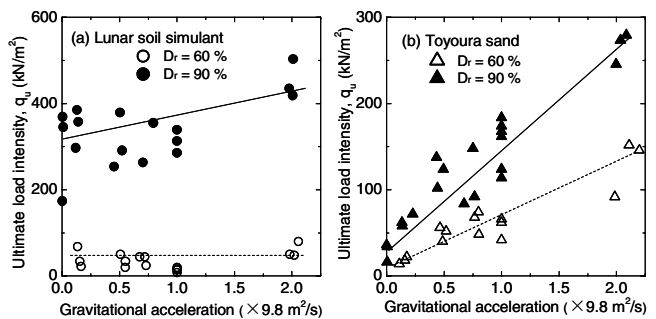 (a) Lunar soil simulant
Dr = 60 %
Dr = 90 %
Ultimate load intensity, qu (kN/m²)
600
400
200
0
0.0 0.5 1.0 1.5 2.0
Gravitational acceleration (×9.8 m²/s)
(b) Toyoura sand
Dr = 60 %
Dr = 90 %
Ultimate load intensity, qu (kN/m²)
300
200
100
0
0.0 0.5 1.0 1.5 2.0
Gravitational acceleration (×9.8 m²/s)